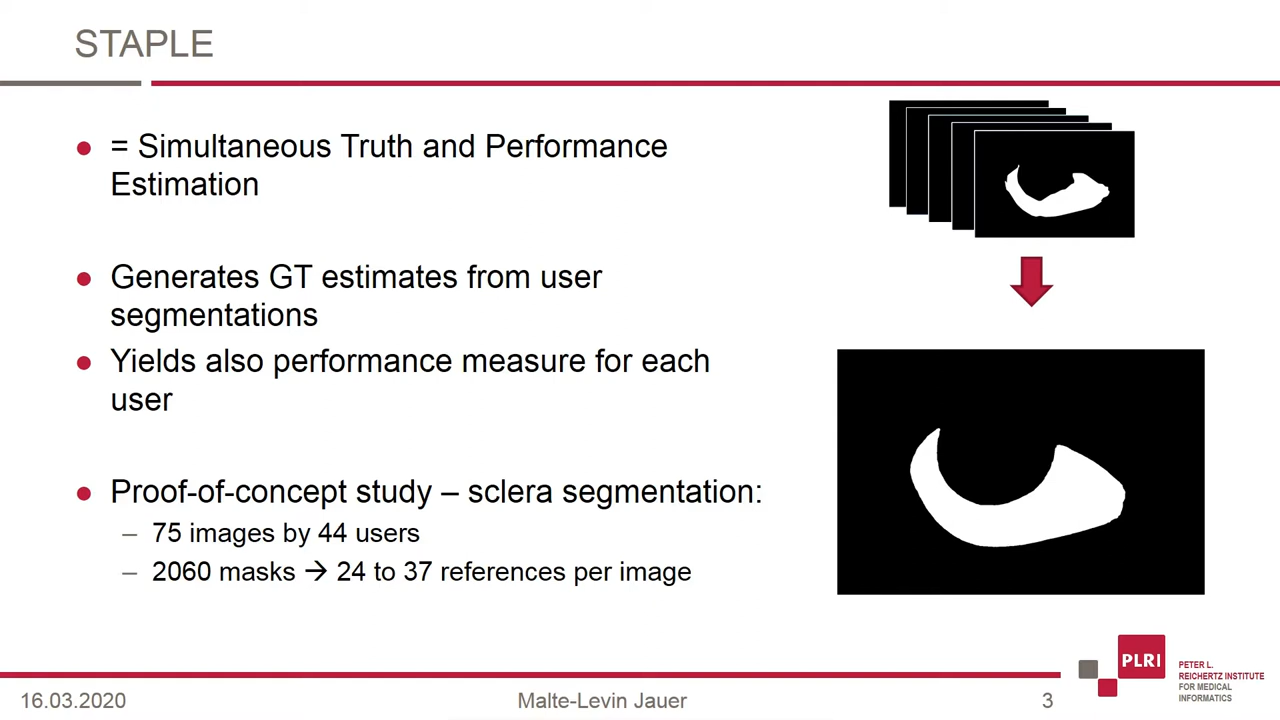 STAPLE
= Simultaneous Truth and Performance
Estimation
Generates GT estimates from user
segmentations
Yields also performance measure for each
user
Proof-of-concept study – sclera segmentation:
– 75 images by 44 users
– 2060 masks → 24 to 37 references per image
PLRI
PETER L.
REICHERTZ INSTITUTE
FOR MEDICAL
INFORMATICS
16.03.2020
Malte-Levin Jauer
3